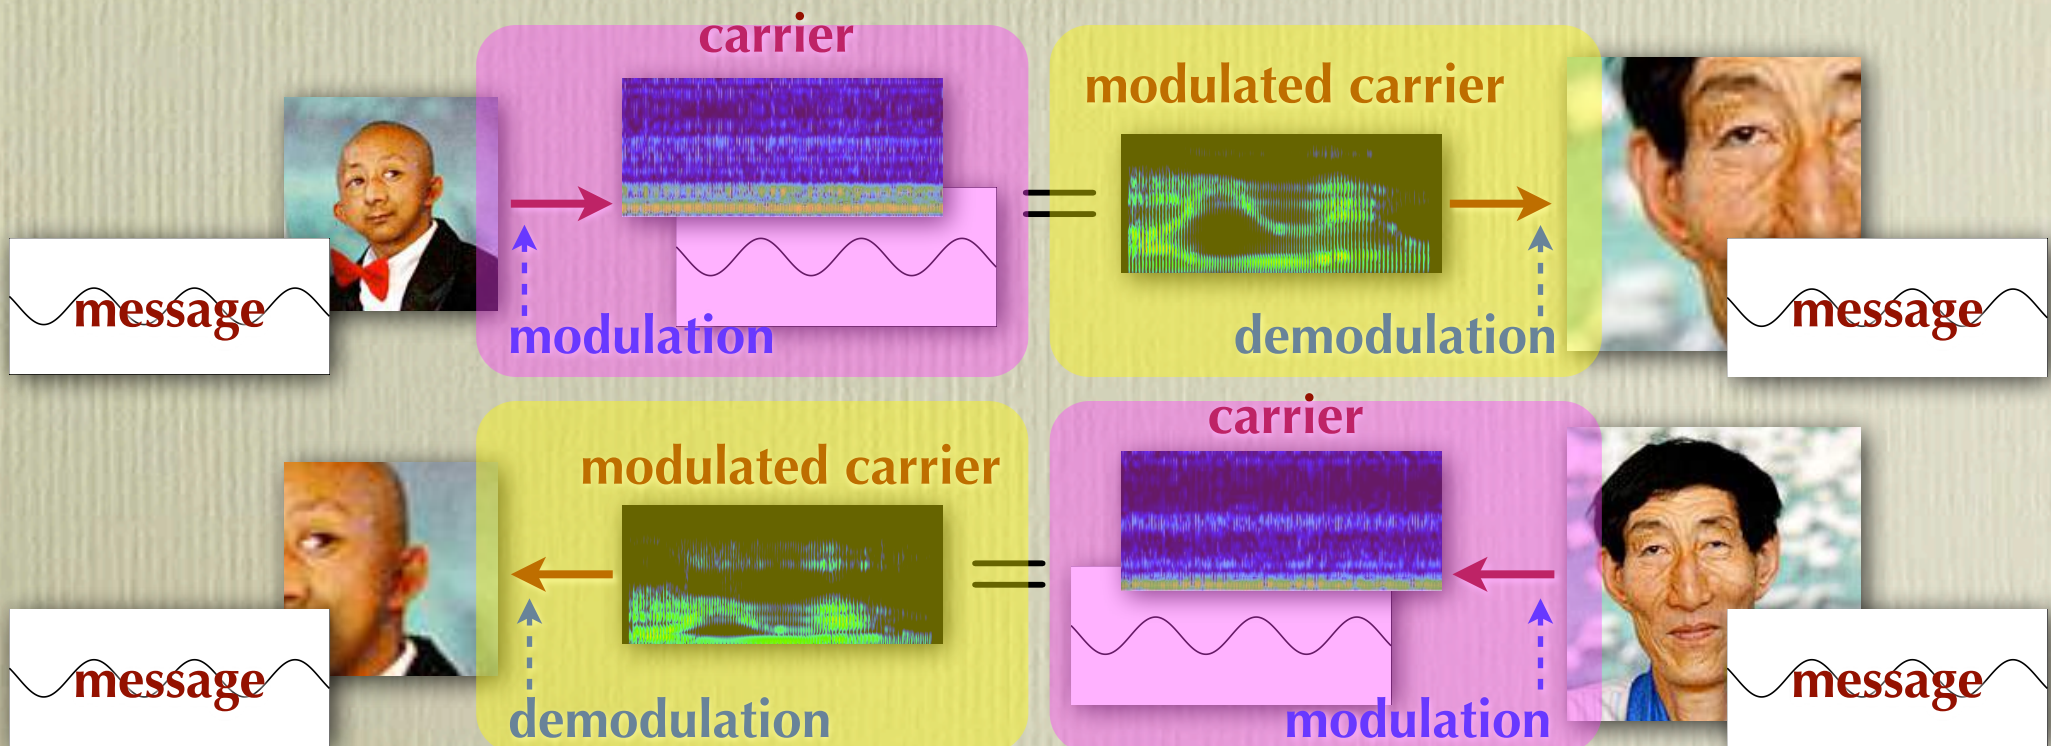 carrier
modulated carrier
message
message
modulation
demodulation
carrier
modulated carrier
message
message
demodulation
modulation